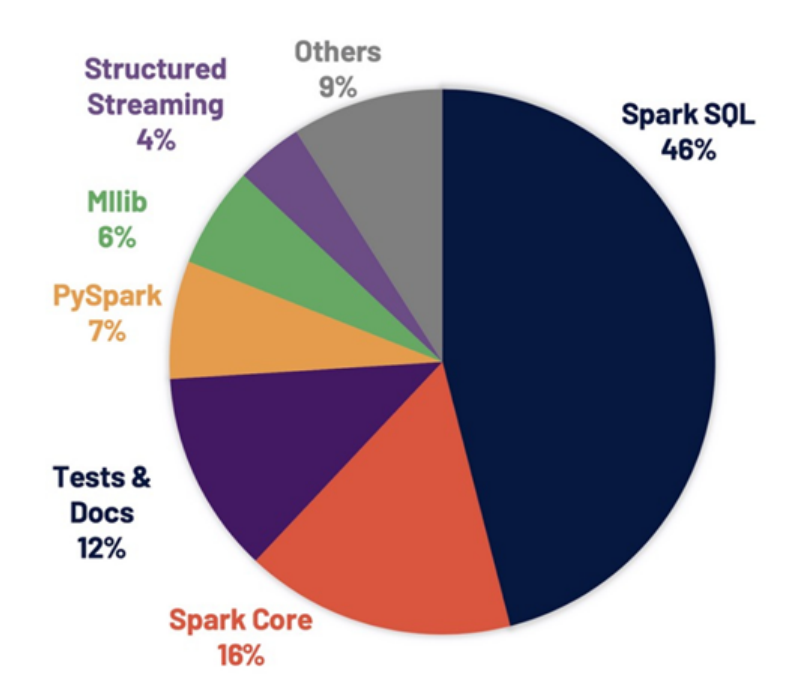 Others
9%
Structured
Streaming
4%
Spark SQL
46%
Mllib
6%
PySpark
7%
Tests &
Docs
12%
Spark Core
16%